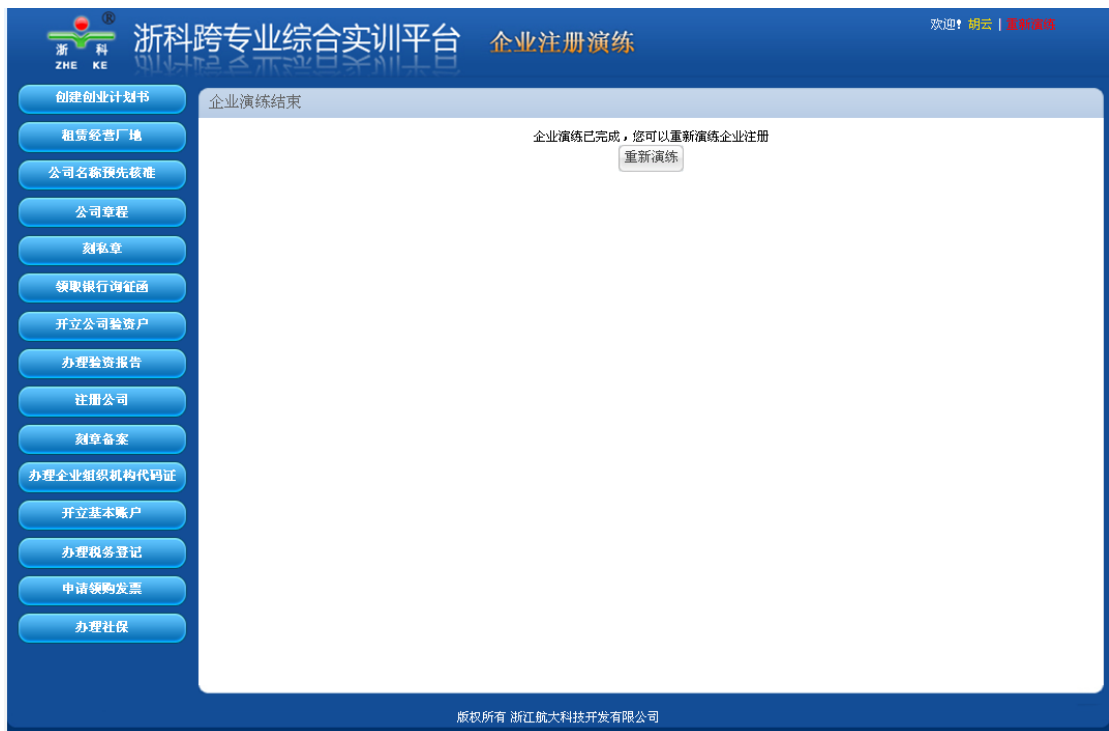 ®
浙 科
ZHE KE
浙科跨专业综合实训平台 企业注册演练
欢迎! 胡云 | 重新演练
创建创业计划书
租赁经营厂地
公司名称预先核准
公司章程
刻私章
领取银行询征函
开立公司验资户
办理验资报告
注册公司
刻章备案
办理企业组织机构代码证
开立基本账户
办理税务登记
申请领购发票
办理社保
企业演练结束
企业演练已完成,您可以重新演练企业注册
重新演练
版权所有 浙江航大科技开发有限公司